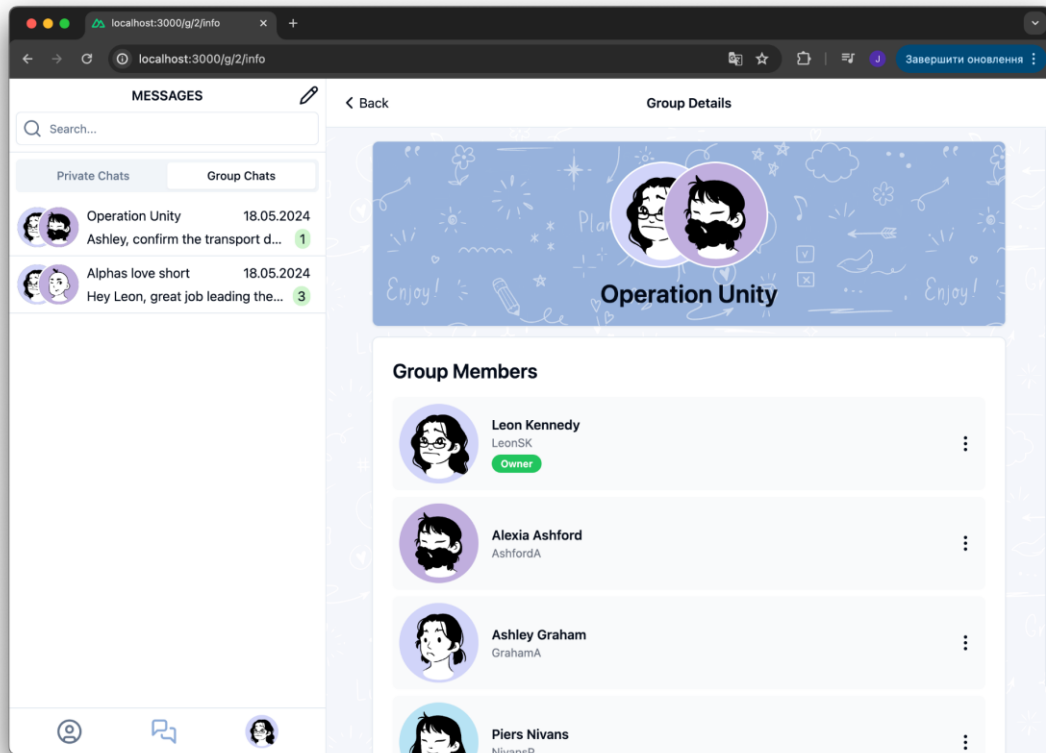 localhost:3000/g/2/info
localhost:3000/g/2/info
J
Завершити оновлення
MESSAGES
Search...
Private Chats
Group Chats
Operation Unity 18.05.2024
Ashley, confirm the transport d... 1
Alphas love short 18.05.2024
Hey Leon, great job leading the... 3
Back
Group Details
Enjoy!
Enjoy!
Operation Unity
Group Members
Leon Kennedy
LeonSK
Owner
Alexia Ashford
AshfordA
Ashley Graham
GrahamA
Piers Nivans
NivansP